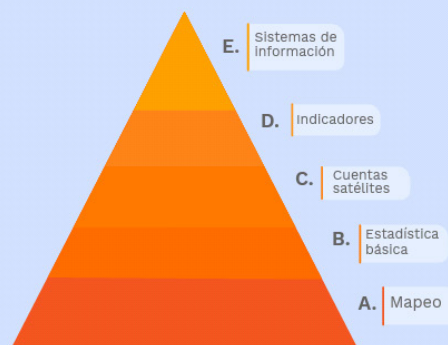 E. Sistemas de
información
D. Indicadores
C. Cuentas
satélites
B. Estadística
básica
A. Mapeo